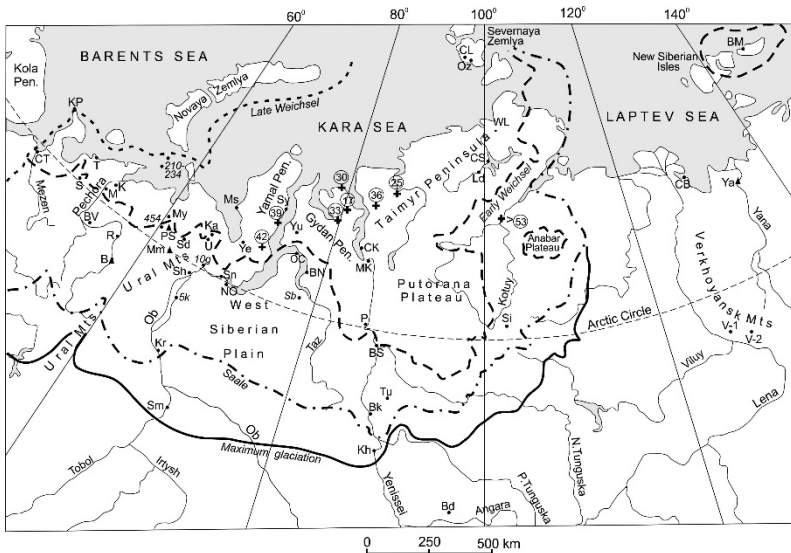 60°
80°
100°
120°
140°
Severnaya
Zemlya
BM
New Siberian
Isles
CL
Oz
BARENTS SEA
Kola
Pen.
KP
Novaya
Zemlya
Late Weichsel
KARA SEA
LAPTEV SEA
WL
CS
Lo
Taimyr Peninsula
Early Weichsel
CT
T
S
M
K
Mezen
Pechora
BV
R
B
210
234
454
My
PS
Mm
Sd
Ka
U
Ms
Yamal Pen.
Sy
39
42
Ye
Yu
30
17
33
Gydan Pen.
36
25
CK
MK
>53
Anabar
Plateau
CB
Ya
Yana
Verkhoyansk Mts
Ural Mts
Sh
10g
Sn
NO
OC
BN
Sb
5k
West
Siberian
Plain
Putorana
Plateau
Kotuy
Si
Arctic Circle
V-1
V-2
Viluy
Lena
Ural Mts
Ob
Kr
Taz
P
BS
Saale
Sm
Tu
Bk
Ob
Kh
Maximum glaciation
Tobol
Irtysh
Yenissei
Bd
Angara
P.Tunguska
N.Tunguska
0 250 500 km